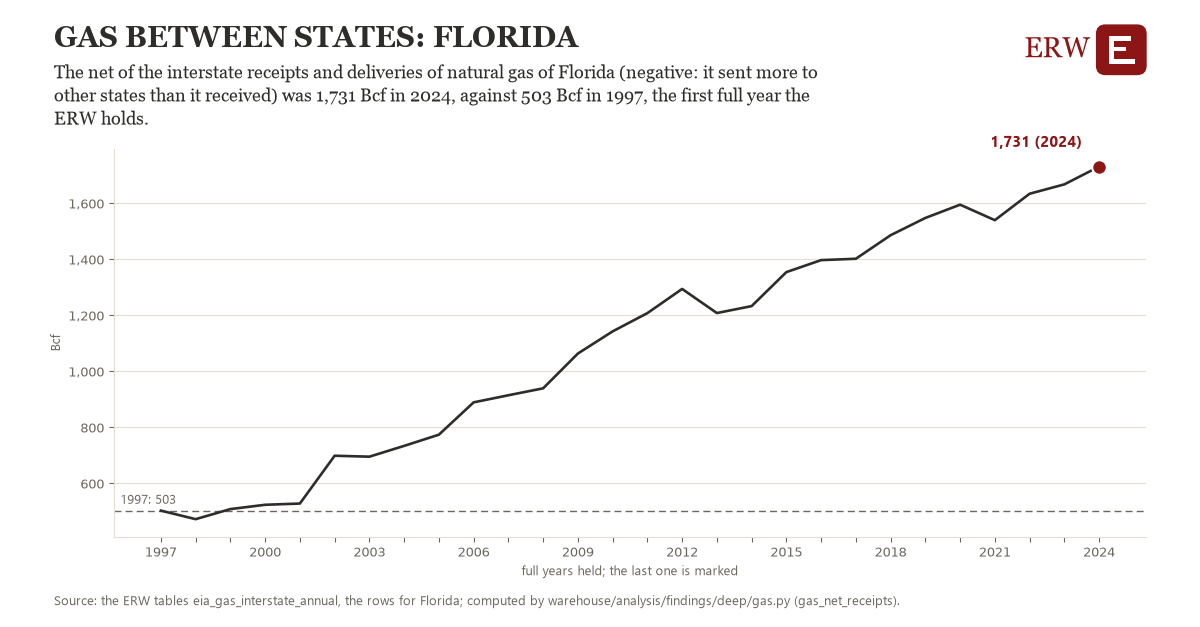 GAS BETWEEN STATES: FLORIDA
ERW E
The net of the interstate receipts and deliveries of natural gas of Florida (negative: it sent more to
other states than it received) was 1,731 Bcf in 2024, against 503 Bcf in 1997, the first full year the
ERW holds.
1,731 (2024)
1,600
1,400
1,200
1,000
800
600
Bcf
1997: 503
1997 2000 2003 2006 2009 2012 2015 2018 2021 2024
full years held; the last one is marked
Source: the ERW tables eia_gas_interstate_annual, the rows for Florida; computed by warehouse/analysis/findings/deep/gas.py (gas_net_receipts).